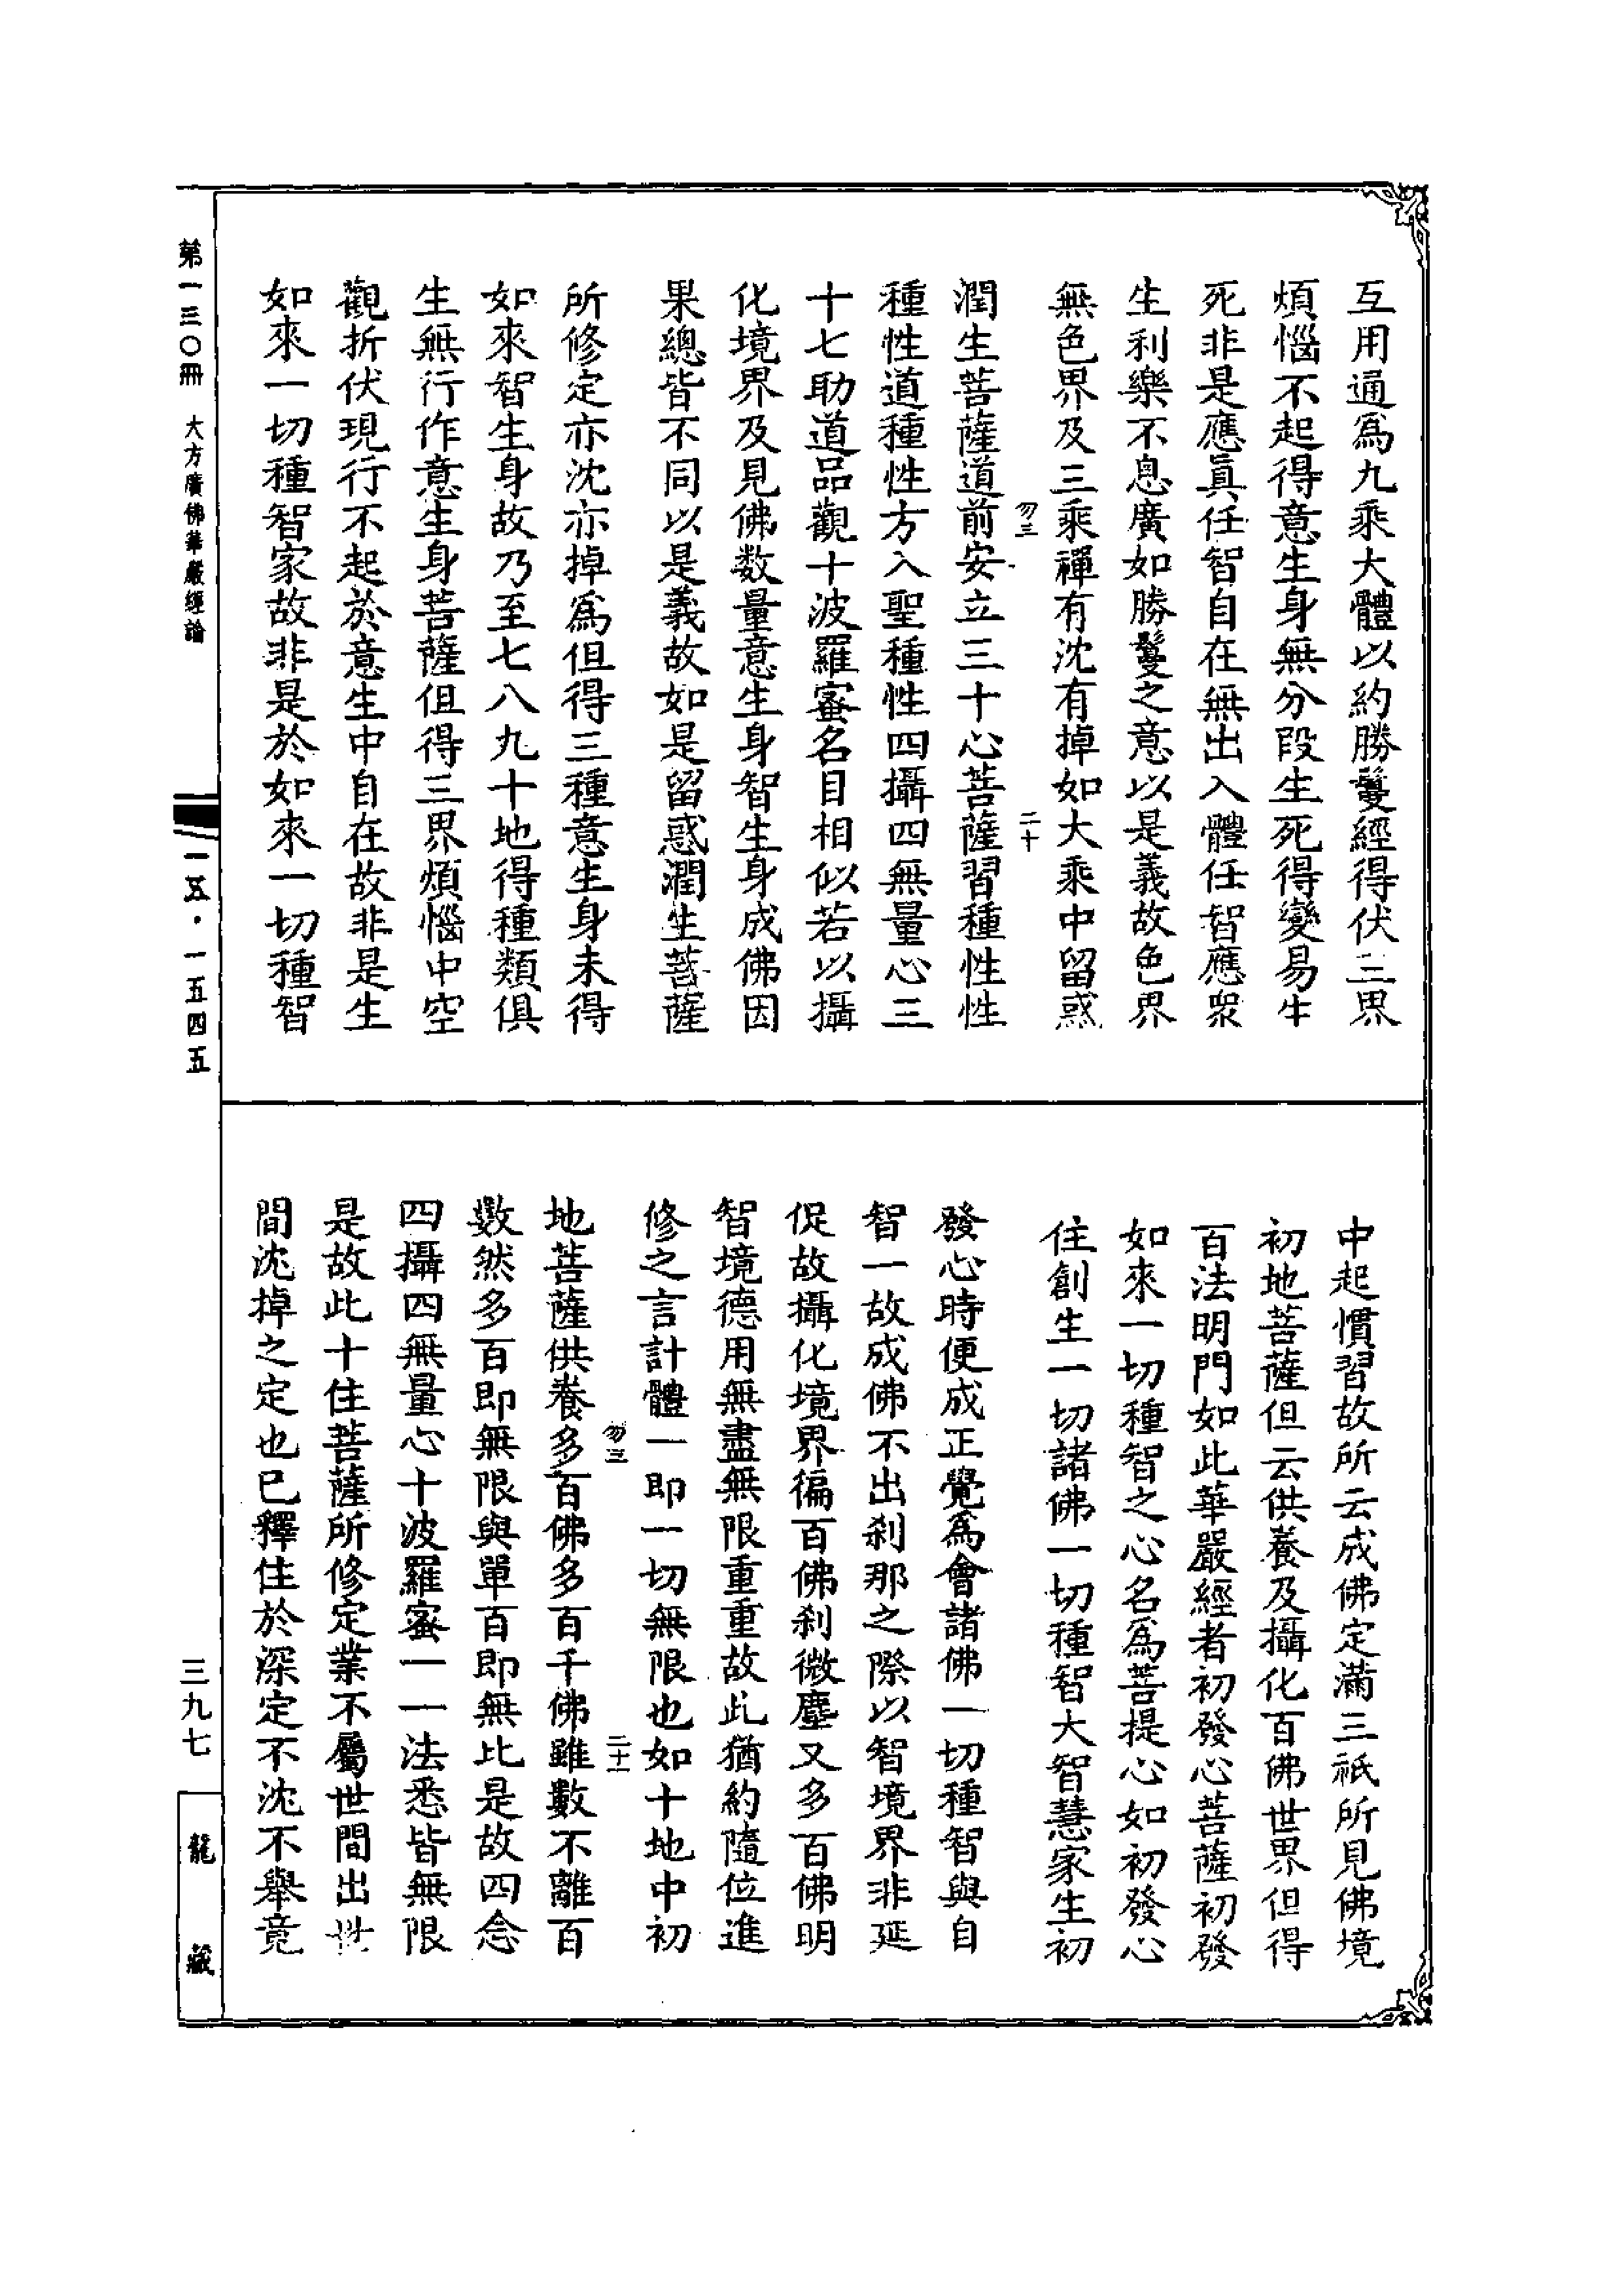 互用通為九乘大體以約勝鬘經得伏三界
煩惱不起得意生身無分段生死得變易生
死非是應真任智自在無出入體任智應眾
生利樂不息廣如勝鬘之意以是義故色界
無色界及三乘禪有沈有掉如大乘中留惑
勿三
二十
潤生菩薩道前安立三十心菩薩習種性性
種性道種性方入聖種性四攝四無量心三
十七助道品觀十波羅蜜名目相似若以攝
化境界及見佛数量意生身智生身成佛因
果總皆不同以是義故如是留惑潤生菩薩
所修定亦沈亦掉為但得三種意生身未得
如來智生身故乃至七八九十地得種類俱
生無行作意生身菩薩但得三界煩惱中空
觀折伏現行不起於意生中自在故非是生
如來一切種智家故非是於如來一切種智
中起慣習故所云成佛定滿三祇所見佛境
初地菩薩但云供養及攝化百佛世界但得
百法明門如此華嚴經者初發心菩薩初發
如來一切種智之心名為菩提心如初發心
住創生一切諸佛一切種智大智慧家生初
發心時便成正覺為會諸佛一切種智與自
智一故成佛不出剎那之際以智境界非延
促故攝化境界徧百佛剎微塵又多百佛明
智境德用無盡無限重重故此猶約隨位進
修之言計體一即一切無限也如十地中初
勿三
二十一
地菩薩供養多百佛多百千佛雖數不離百
數然多百即無限與單百即無比是故四念
四攝四無量心十波羅蜜一一法悉皆無限
是故此十住菩薩所修定業不屬世間出世
間沈掉之定也已釋住於深定不沈不舉竟
第一三〇冊 大方廣佛華嚴經論
一五·一五四五
三九七
龍藏